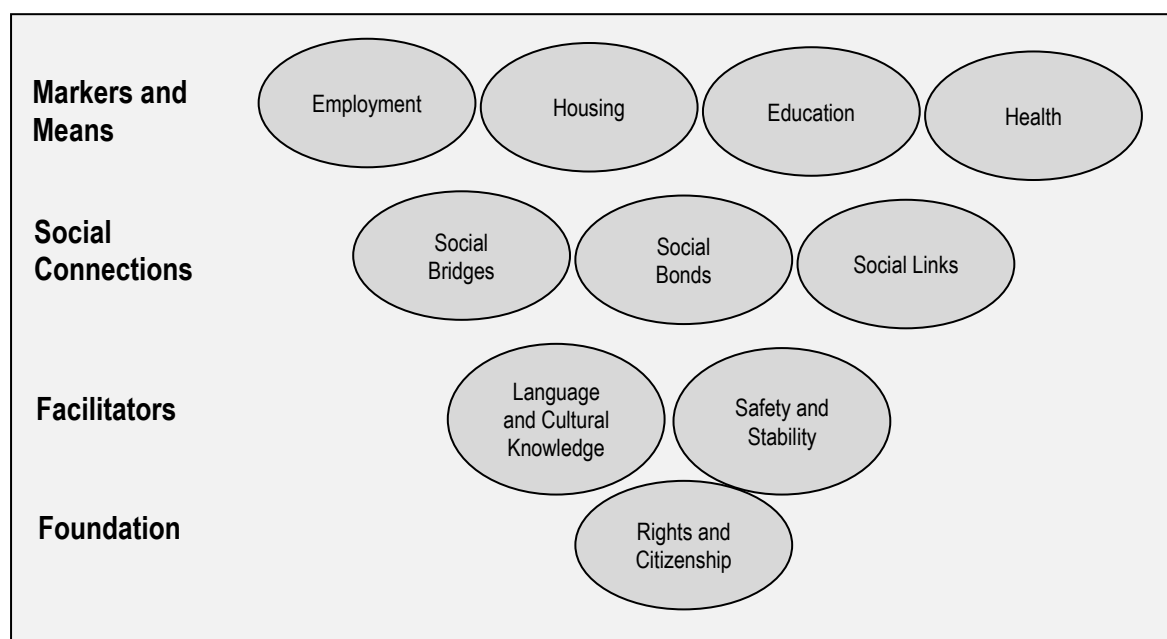 Markers and
Means
Employment
Housing
Education
Health
Social
Connections
Social
Bridges
Social
Bonds
Social Links
Facilitators
Language
and Cultural
Knowledge
Safety and
Stability
Foundation
Rights and
Citizenship